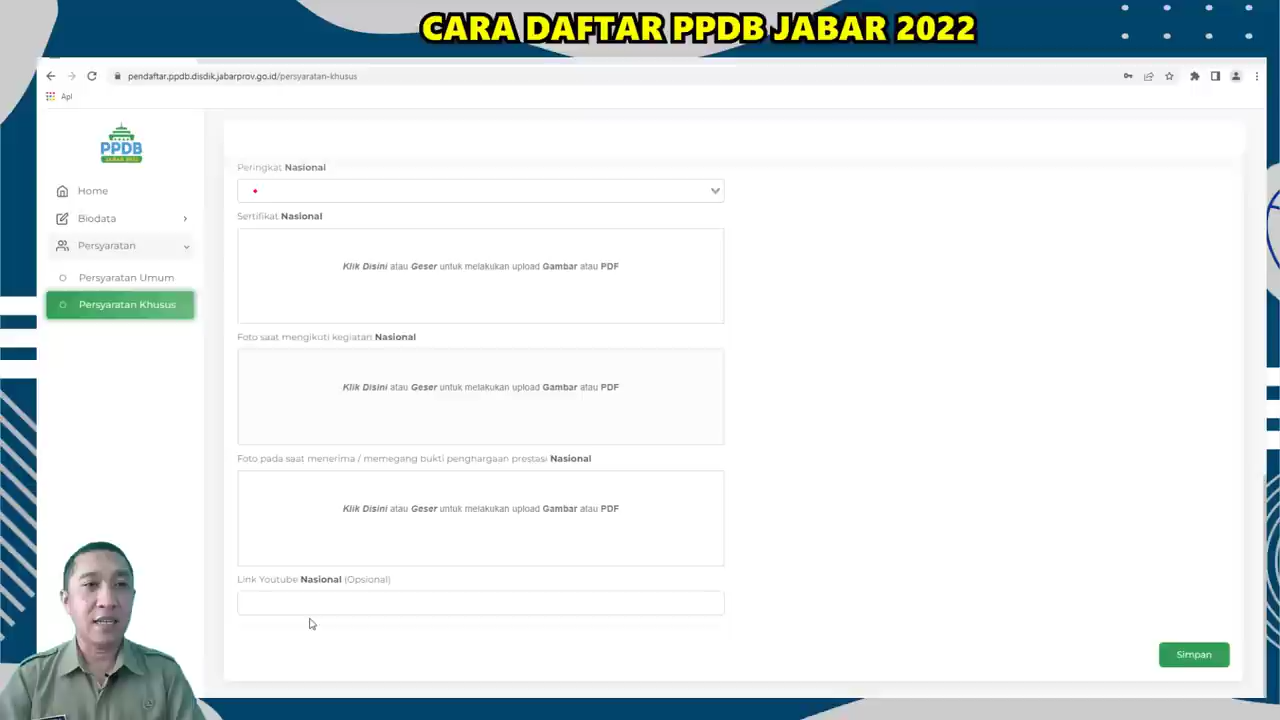 CARA DAFTAR PPDB JABAR 2022
pendaftar.ppdb.disdik.jabarprov.go.id/persyaratan-khusus
Apl
PPDB
Home
Biodata
Persyaratan
Persyaratan Umum
Persyaratan Khusus
Peringkat Nasional
Sertifikat Nasional
Klik Disini atau Geser untuk melakukan upload Gambar atau PDF
Foto saat mengikuti kegiatan Nasional
Klik Disini atau Geser untuk melakukan upload Gambar atau PDF
Foto pada saat menerima / memegang bukti penghargaan prestasi Nasional
Klik Disini atau Geser untuk melakukan upload Gambar atau PDF
Link Youtube Nasional (Opsional)
Simpan